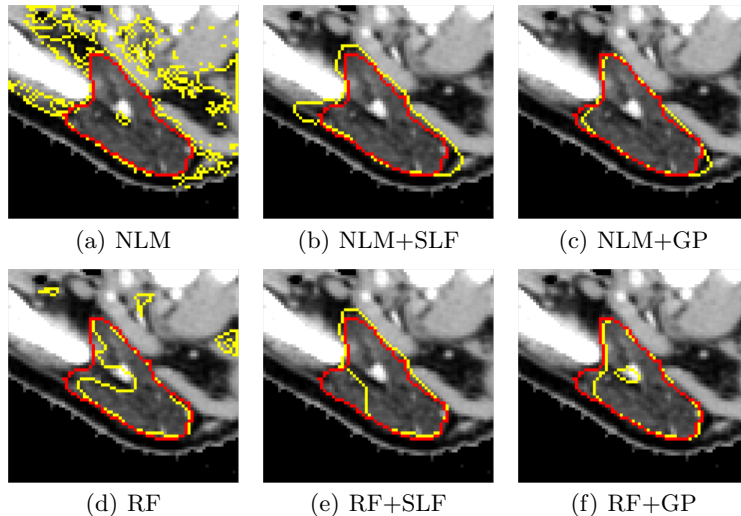 (a) NLM
(b) NLM+SLF
(c) NLM+GP
(d) RF
(e) RF+SLF
(f) RF+GP